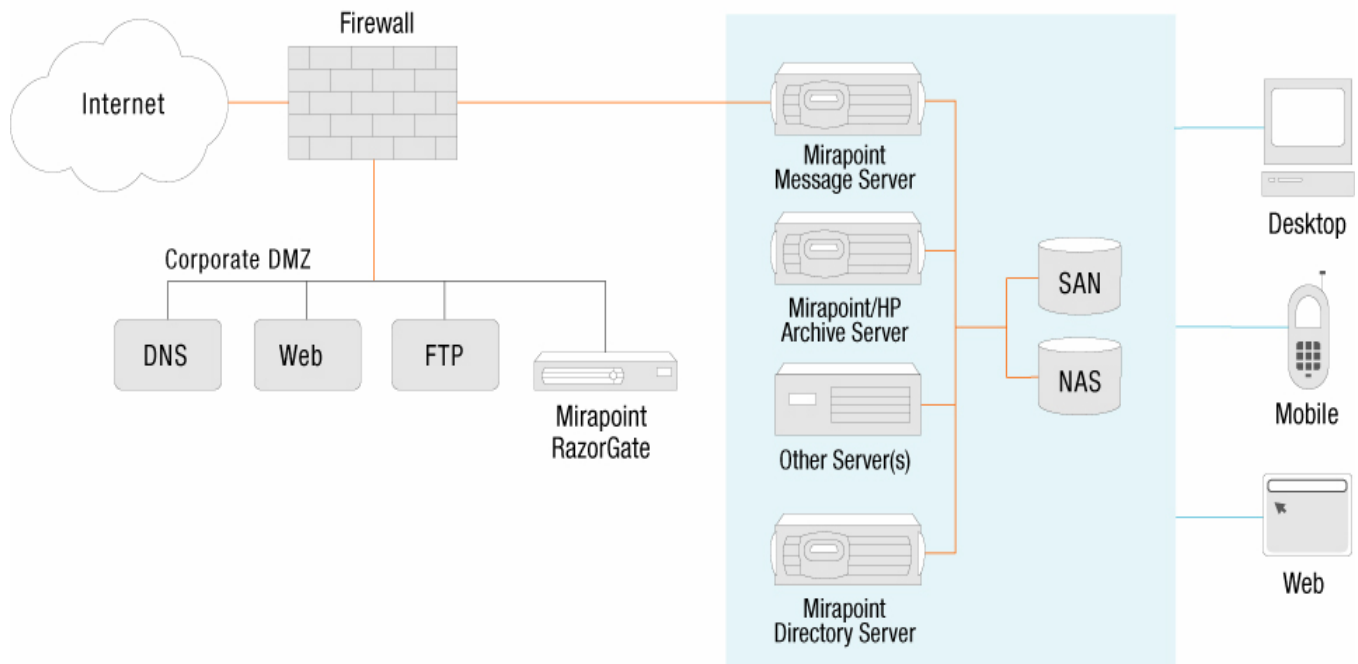 Firewall
Internet
Corporate DMZ
DNS
Web
FTP
Mirapoint
RazorGate
Mirapoint
Message Server
Mirapoint/HP
Archive Server
Other Server(s)
Mirapoint
Directory Server
SAN
NAS
Desktop
Mobile
Web